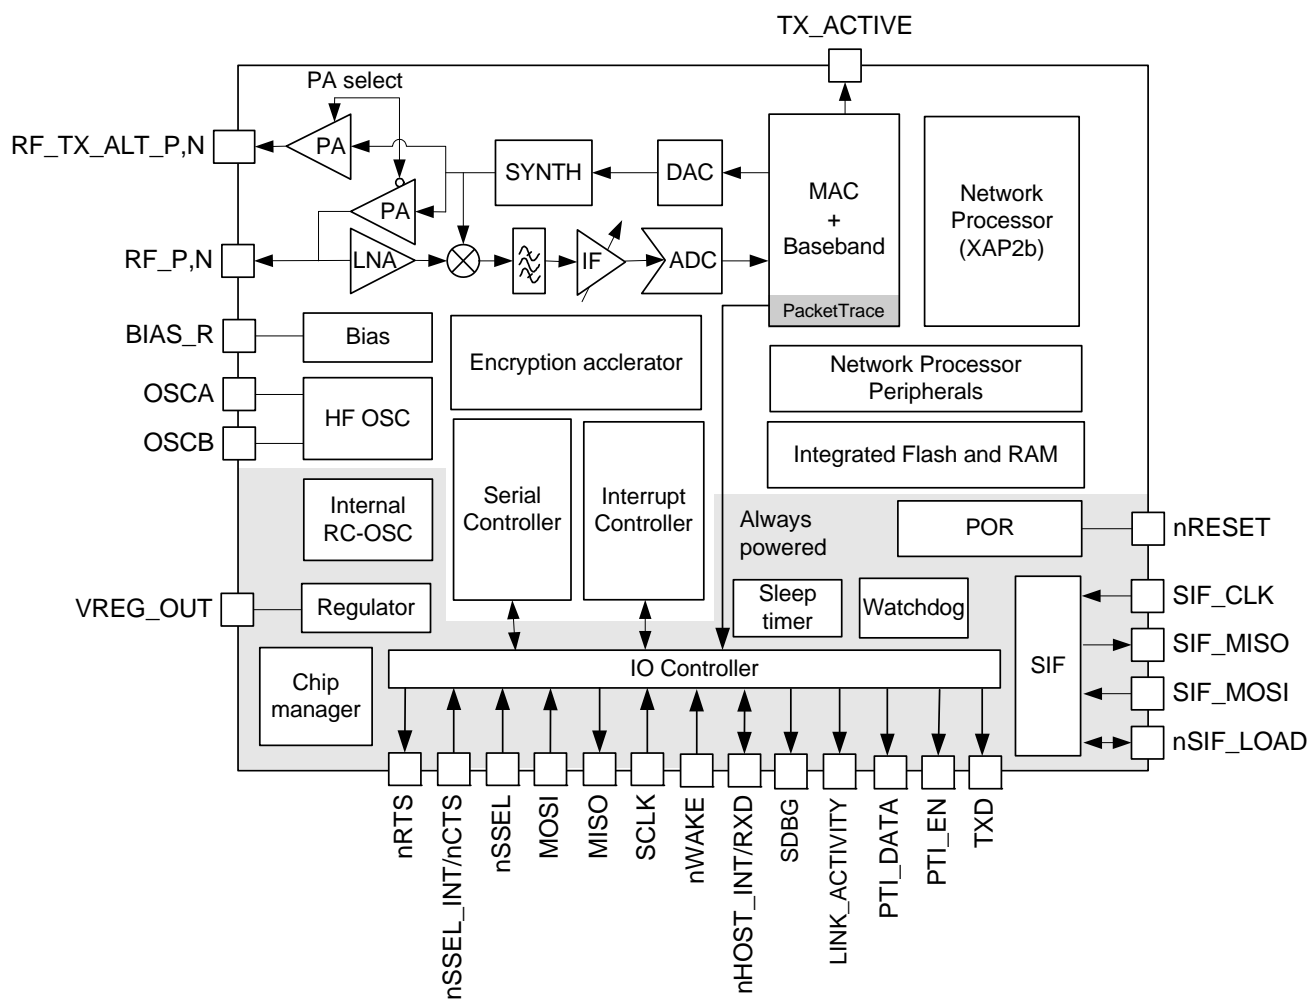 TX_ACTIVE
PA select
RF_TX_ALT_P,N
PA
SYNTH
DAC
MAC
+
Baseband
PacketTrace
Network
Processor
(XAP2b)
PA
RF_P,N
LNA
IF
ADC
BIAS_R
Bias
Encryption acclerator
Network Processor
Peripherals
OSCA
HF OSC
OSCB
Integrated Flash and RAM
Internal
RC-OSC
Serial
Controller
Interrupt
Controller
Always
powered
POR
nRESET
VREG_OUT
Regulator
Sleep
timer
Watchdog
SIF
SIF_CLK
SIF_MISO
SIF_MOSI
nSIF_LOAD
IO Controller
Chip
manager
nRTS
nSSEL_INT/nCTS
nSSEL
MOSI
MISO
SCLK
nWAKE
nHOST_INT/RXD
SDBG
LINK_ACTIVITY
PTI_DATA
PTI_EN
TXD